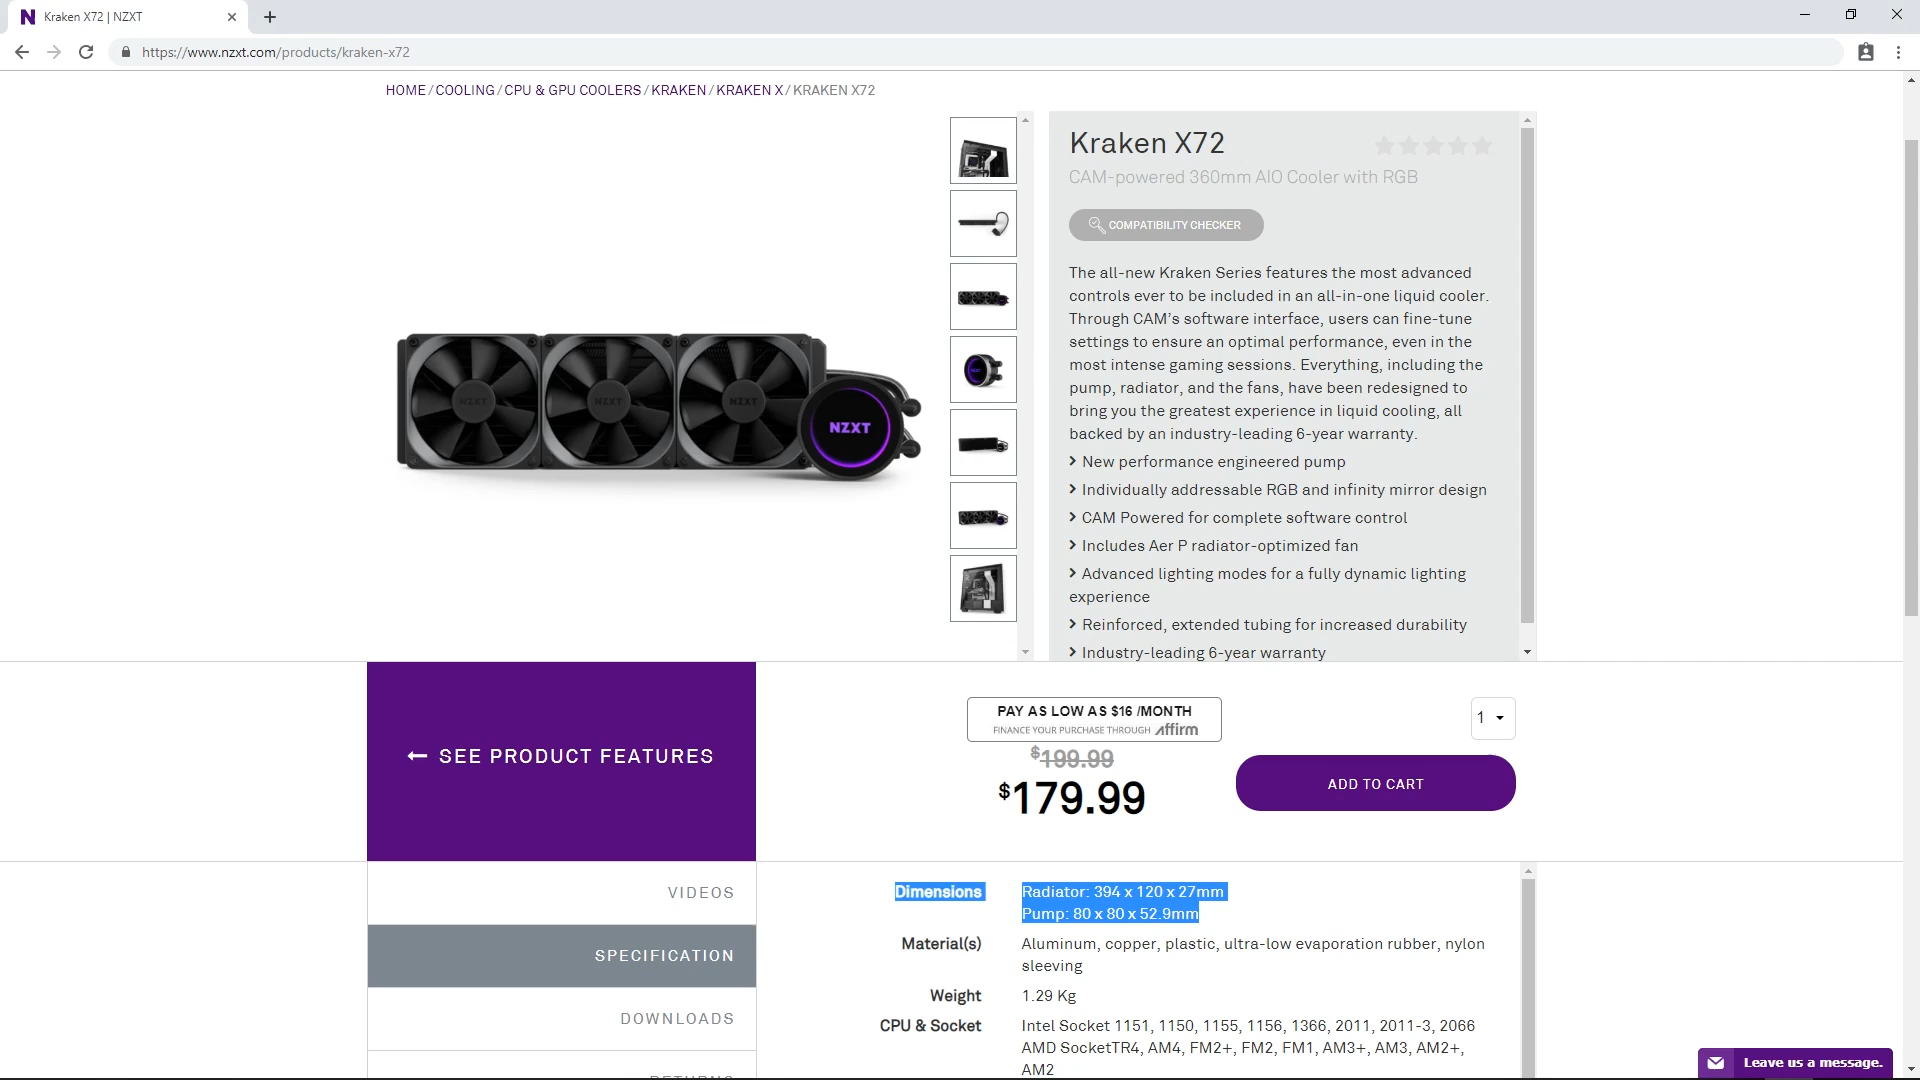 Kraken X72 | NZXT
https://www.nzxt.com/products/kraken-x72
HOME / COOLING / CPU & GPU COOLERS / KRAKEN / KRAKEN X / KRAKEN X72
NZXT
NZXT
NZXT
NZXT
Kraken X72
CAM-powered 360mm AIO Cooler with RGB
COMPATIBILITY CHECKER
The all-new Kraken Series features the most advanced
controls ever to be included in an all-in-one liquid cooler.
Through CAM's software interface, users can fine-tune
settings to ensure an optimal performance, even in the
most intense gaming sessions. Everything, including the
pump, radiator, and the fans, have been redesigned to
bring you the greatest experience in liquid cooling, all
backed by an industry-leading 6-year warranty.
> New performance engineered pump
> Individually addressable RGB and infinity mirror design
> CAM Powered for complete software control
> Includes Aer P radiator-optimized fan
> Advanced lighting modes for a fully dynamic lighting
experience
> Reinforced, extended tubing for increased durability
> Industry-leading 6-year warranty
SEE PRODUCT FEATURES
PAY AS LOW AS $16 /MONTH
FINANCE YOUR PURCHASE THROUGH affirm
$199.99
$179.99
1
ADD TO CART
VIDEOS
SPECIFICATION
DOWNLOADS
RETURNS
Dimensions Radiator: 394 x 120 x 27mm
Pump: 80 x 80 x 52.9mm
Material(s) Aluminum, copper, plastic, ultra-low evaporation rubber, nylon
sleeving
Weight 1.29 Kg
CPU & Socket Intel Socket 1151, 1150, 1155, 1156, 1366, 2011, 2011-3, 2066
AMD SocketTR4, AM4, FM2+, FM2, FM1, AM3+, AM3, AM2+,
AM2
Leave us a message.